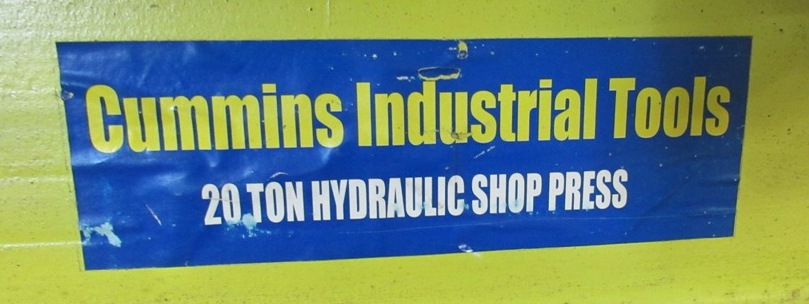 Cummins Industrial Tools
20 TON HYDRAULIC SHOP PRESS